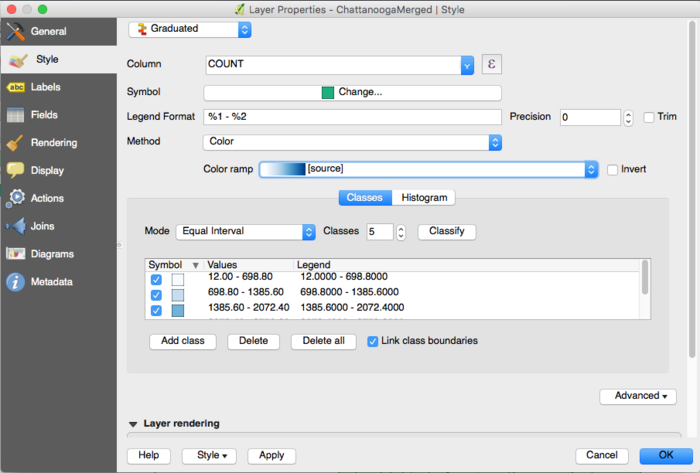 Layer Properties - ChattanoogaMerged | Style
General
Style
Labels
Fields
Rendering
Display
Actions
Joins
Diagrams
Metadata
Graduated
Column COUNT ε
Symbol Change...
Legend Format %1 - %2 Precision 0 Trim
Method Color
Color ramp [source] Invert
Classes Histogram
Mode Equal Interval Classes 5 Classify
Symbol Values Legend
12.00 - 698.80 12.0000 - 698.8000
698.80 - 1385.60 698.8000 - 1385.6000
1385.60 - 2072.40 1385.6000 - 2072.4000
Add class Delete Delete all Link class boundaries
Advanced
Layer rendering
Help Style Apply Cancel OK